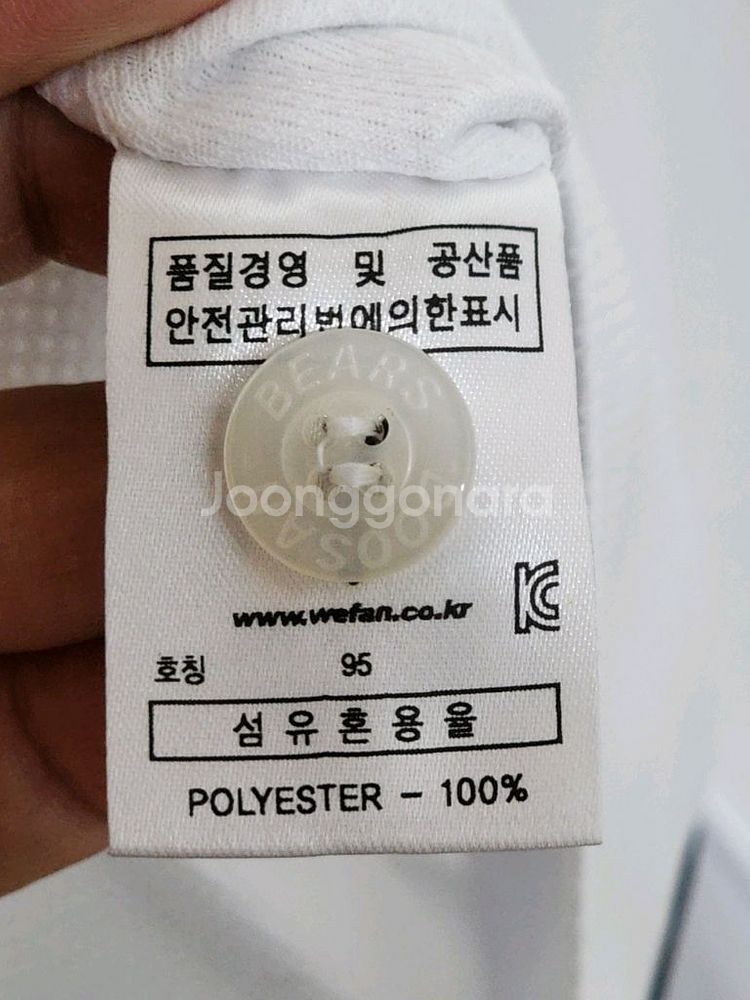 품질경영 및 공산품
안전관리법에의한표시
BEARS
DOOSAN
Joonggonara
www.wefan.co.kr
KC
호칭 95
섬유혼용율
POLYESTER - 100%